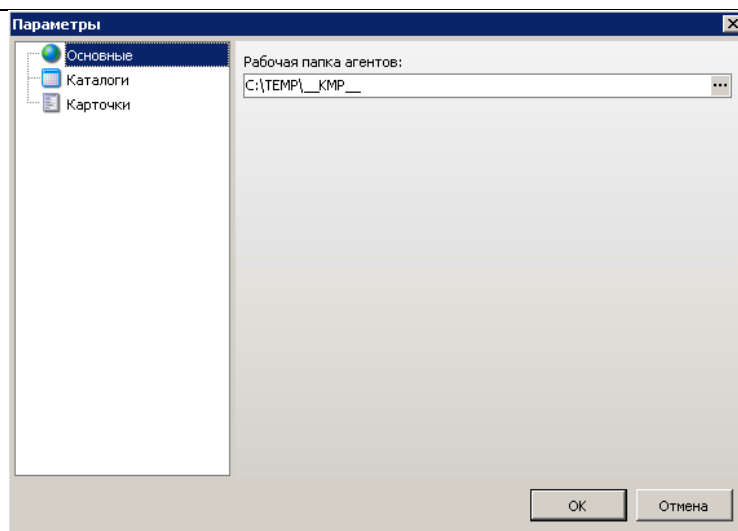 Параметры
Основные
Каталоги
Карточки
Рабочая папка агентов:
C:\TEMP\__KMP__
...
OK
Отмена